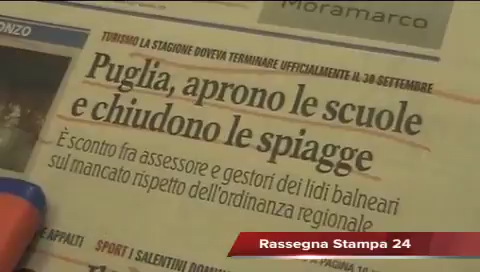 Moramarco
ONZO
TURISMO LA STAGIONE DOVEVA TERMINARE UFFICIALMENTE IL 30 SETTEMBRE
Puglia, aprono le scuole
e chiudono le spiagge
È scontro fra assessore e gestori dei lidi balneari
sul mancato rispetto dell'ordinanza regionale
E APPALTI SPORT I SALENTINI
Rassegna Stampa 24